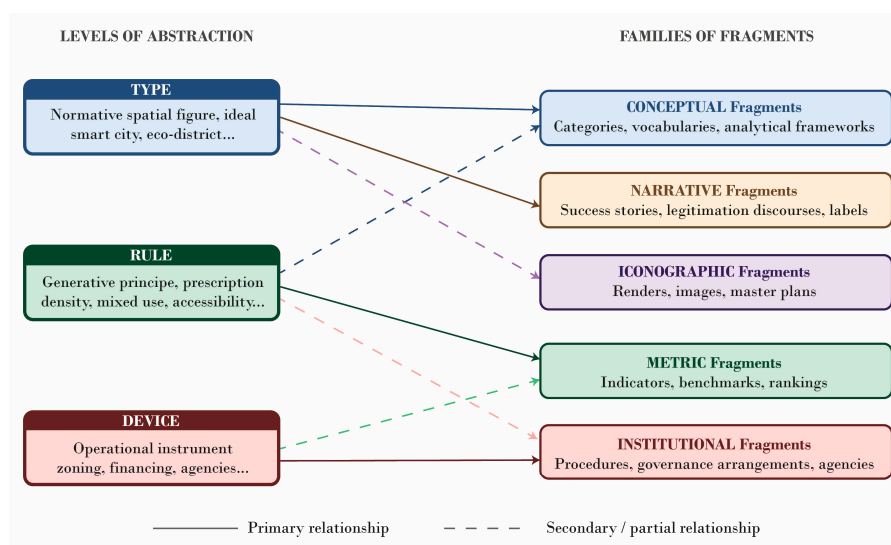 LEVELS OF ABSTRACTION
FAMILIES OF FRAGMENTS
TYPE
Normative spatial figure, ideal
smart city, eco-district...
RULE
Generative principe, prescription
density, mixed use, accessibility...
DEVICE
Operational instrument
zoning, financing, agencies...
CONCEPTUAL Fragments
Categories, vocabularies, analytical frameworks
NARRATIVE Fragments
Success stories, legitimation discourses, labels
ICONOGRAPHIC Fragments
Renders, images, master plans
METRIC Fragments
Indicators, benchmarks, rankings
INSTITUTIONAL Fragments
Procedures, governance arrangements, agencies
Primary relationship
Secondary / partial relationship